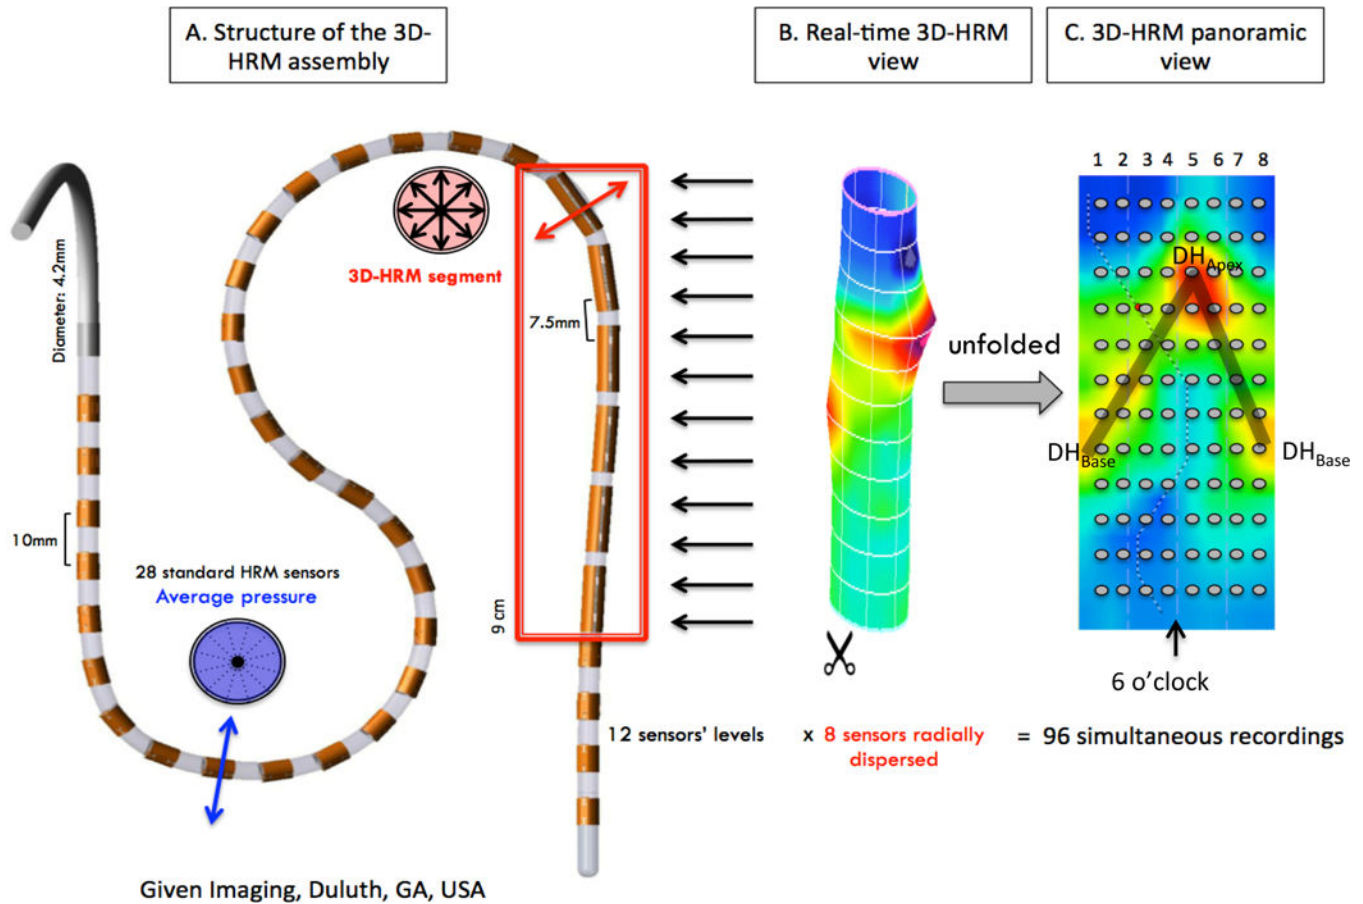 A. Structure of the 3D-
HRM assembly
B. Real-time 3D-HRM
view
C. 3D-HRM panoramic
view
Diameter: 4.2mm
3D-HRM segment
7.5mm
10mm
28 standard HRM sensors
Average pressure
9 cm
unfolded
1 2 3 4 5 6 7 8
DHApex
DHBase
DHBase
6 o’clock
12 sensors’ levels x 8 sensors radially = 96 simultaneous recordings
dispersed
Given Imaging, Duluth, GA, USA